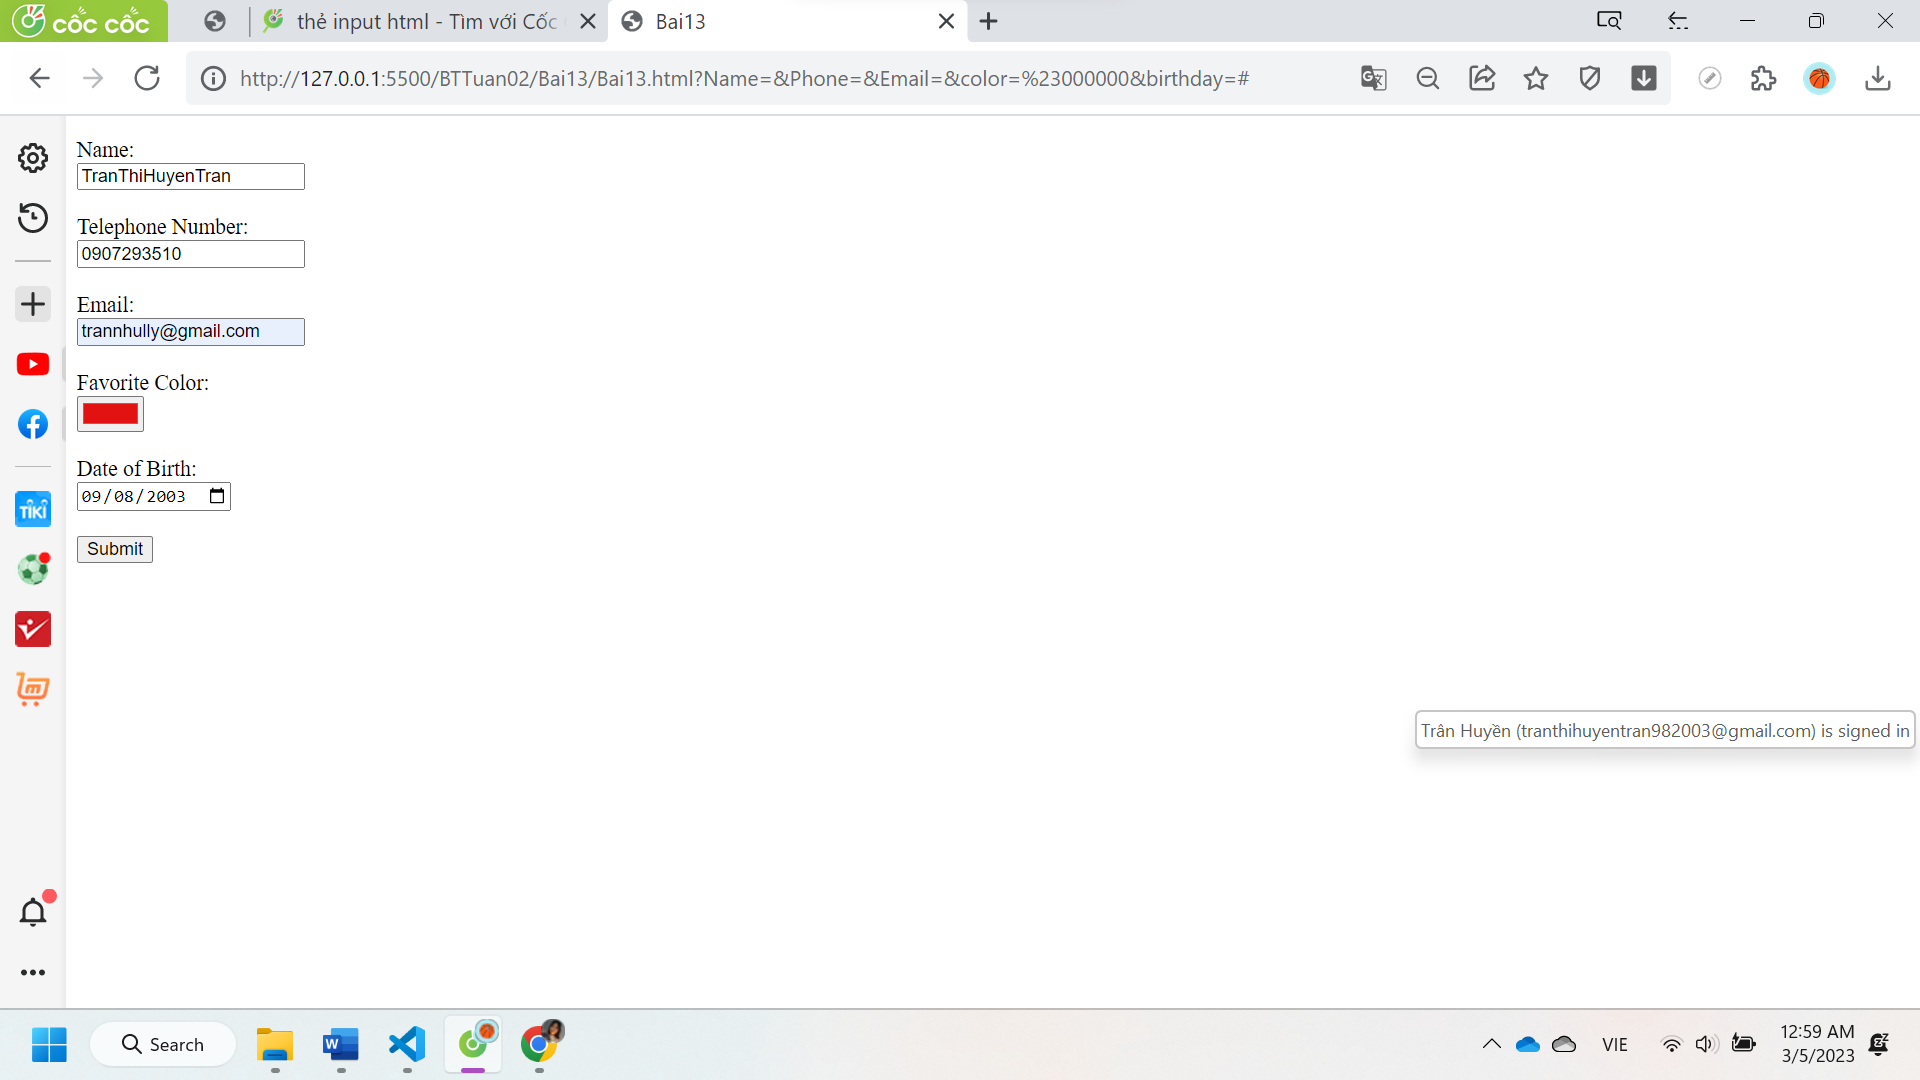 cốc cốc
thẻ input html - Tìm với Cốc
Bai13
http://127.0.0.1:5500/BTTuan02/Bai13/Bai13.html?Name=&Phone=&Email=&color=%23000000&birthday=#
Name:
TranThiHuyenTran
Telephone Number:
0907293510
Email:
trannhully@gmail.com
Favorite Color:
Date of Birth:
09/08/2003
Submit
TIKI
Trân Huyền (tranthihuyentran982003@gmail.com) is signed in
Search
W
VIE
12:59 AM
3/5/2023